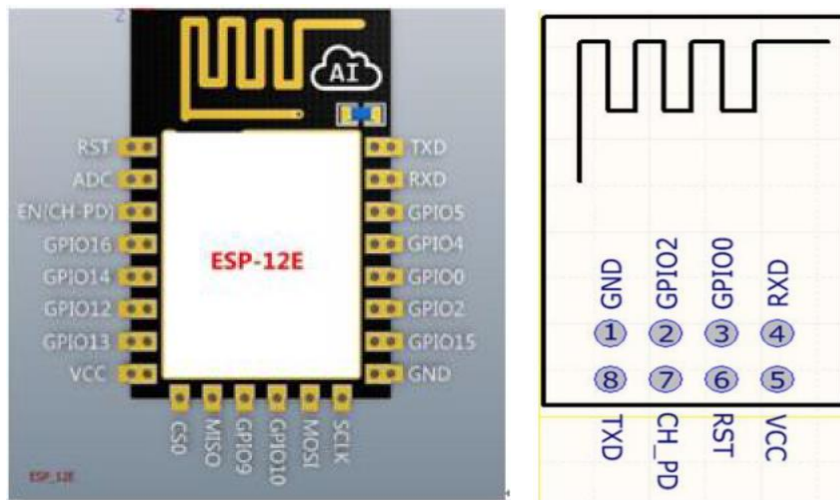 Z
AI
RST
TXD
ADC
RXD
EN(CH-PD)
GPIO5
GPIO16
GPIO4
GPIO14
GPIO0
GPIO12
GPIO2
GPIO13
GPIO15
VCC
GND
ESP-12E
CS0
MISO
GPIO9
GPIO10
MOSI
SCLK
ESP_12E
GND
GPIO2
GPIO0
RXD
1 2 3 4
8 7 6 5
TXD
CH_PD
RST
VCC